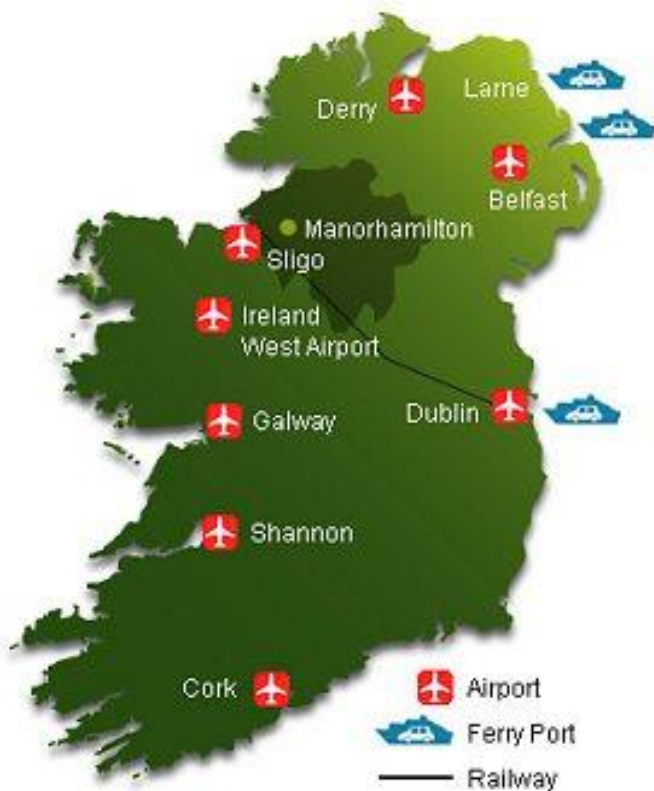 Larne
Derry
Belfast
Manorhamilton
Sligo
Ireland
West Airport
Dublin
Galway
Shannon
Cork
Airport
Ferry Port
Railway